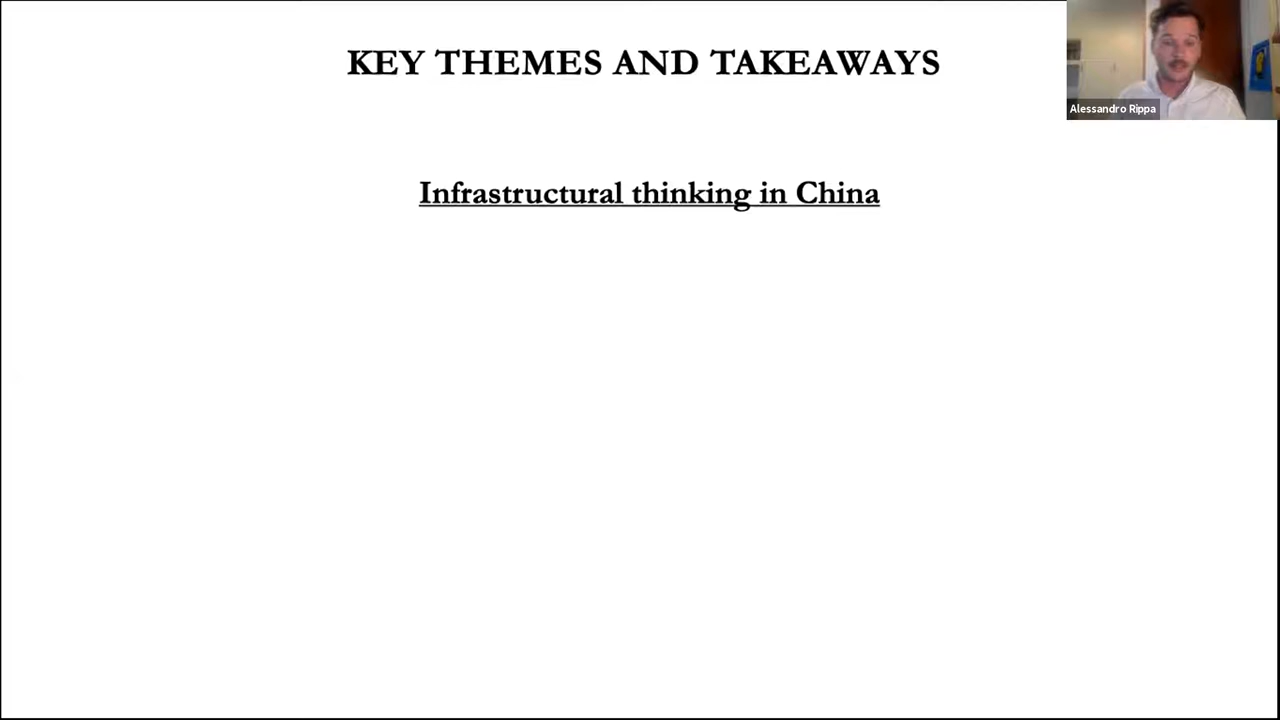 KEY THEMES AND TAKEAWAYS
Alessandro Rippa
Infrastructural thinking in China